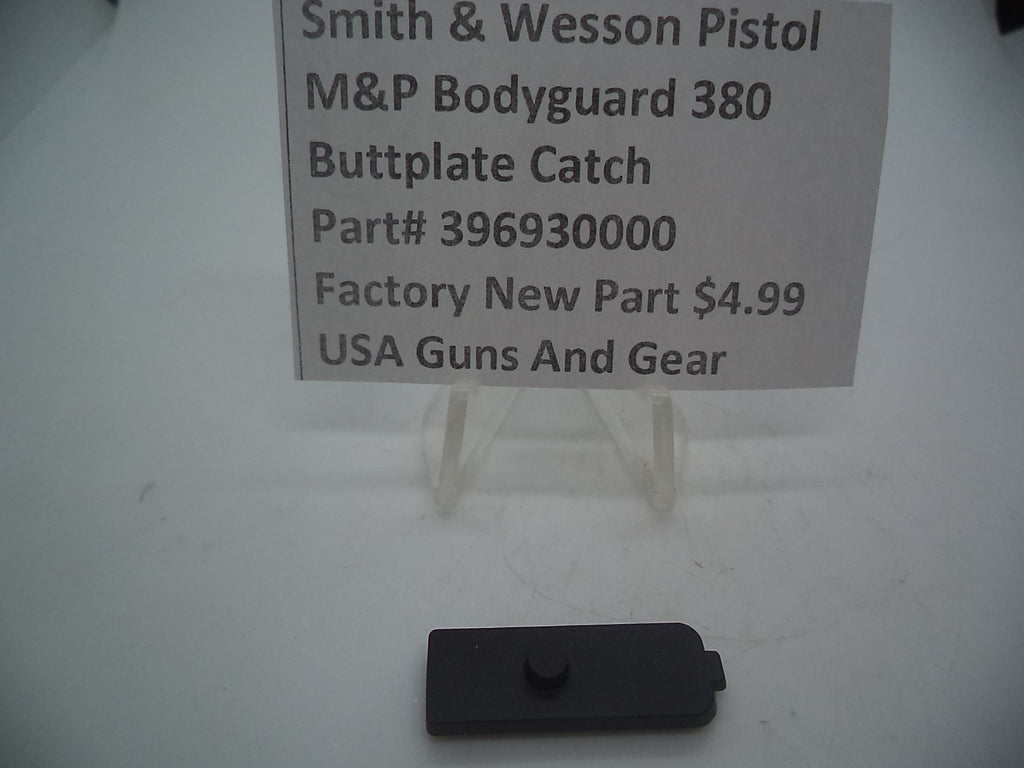 Smith & Wesson Pistol
M&P Bodyguard 380
Buttplate Catch
Part# 396930000
Factory New Part $4.99
USA Guns And Gear